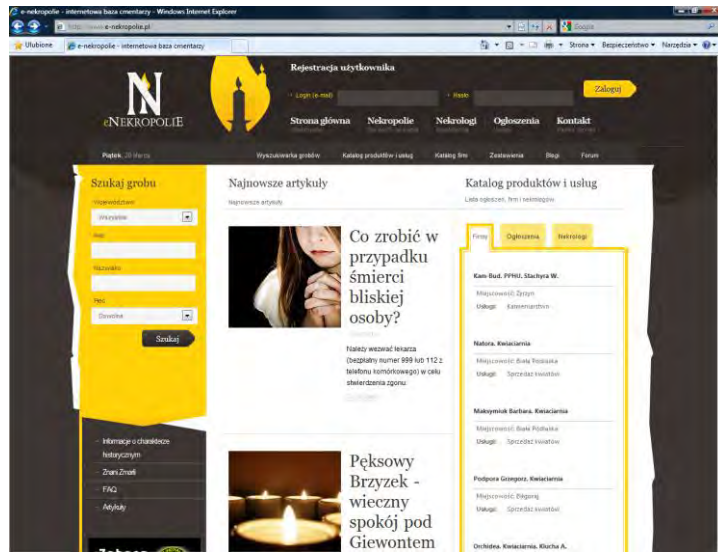 e-nekropolie - internetowa baza cmentarzy - Windows Internet Explorer
e-nekropolie.pl
Google
Ulubione
e-nekropolie - internetowa baza cmentarzy
Strona
Bezpieczeństwo
Narzędzia
Rejestracja użytkownika
Login (e-mail)
Hasło
Zaloguj
N
eNEKROPOLIE
Strona główna
Nekropolie
Nekrologi
Ogłoszenia
Kontakt
Piątek,
Wyszukiwarka grobów
Katalog produktów i usług
Katalog firm
Zestawienia
Blogi
Forum
Szukaj grobu
Województwo
Wszystkie
Imię
Nazwisko
Płeć
Dowolna
Szukaj
Informacje o charakterze
historycznym
Znani Zmarli
FAQ
Artykuły
Najnowsze artykuły
Najnowsze artykuły
Co zrobić w
przypadku
śmierci
bliskiej
osoby?
Należy wezwać lekarza
(bezpłatny numer 999 lub 112 z
telefonu komórkowego) w celu
stwierdzenia zgonu.
Pęksowy
Brzyzek -
wieczny
spokój pod
Giewontem
Katalog produktów i usług
Lista ogłoszeń, firm i nekrologów
Firmy
Ogłoszenia
Nekrologi
Kam-Bud. PPHU. Stachyra W.
Miejscowość: Żyrzyn
Usługi: Kamieniarstwo
Natura. Kwiaciarnia
Miejscowość: Biała Podlaska
Usługi: Sprzedaż kwiatów
Maksymiuk Barbara. Kwiaciarnia
Miejscowość: Biała Podlaska
Usługi: Sprzedaż kwiatów
Podpora Grzegorz. Kwiaciarnia
Miejscowość: Biłgoraj
Usługi: Sprzedaż kwiatów
Orchidea. Kwiaciarnia. Klucha A.